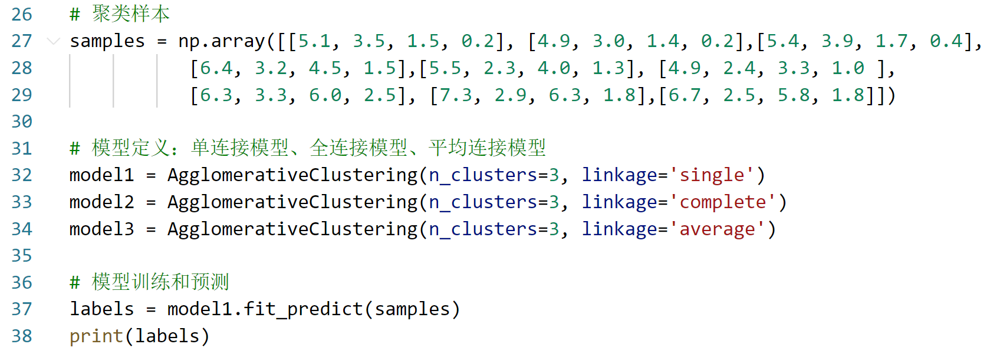 26 # 聚类样本
27 samples = np.array([[5.1, 3.5, 1.5, 0.2], [4.9, 3.0, 1.4, 0.2],[5.4, 3.9, 1.7, 0.4],
28 [6.4, 3.2, 4.5, 1.5],[5.5, 2.3, 4.0, 1.3], [4.9, 2.4, 3.3, 1.0 ],
29 [6.3, 3.3, 6.0, 2.5], [7.3, 2.9, 6.3, 1.8],[6.7, 2.5, 5.8, 1.8]])
30
31 # 模型定义：单连接模型、全连接模型、平均连接模型
32 model1 = AgglomerativeClustering(n_clusters=3, linkage='single')
33 model2 = AgglomerativeClustering(n_clusters=3, linkage='complete')
34 model3 = AgglomerativeClustering(n_clusters=3, linkage='average')
35
36 # 模型训练和预测
37 labels = model1.fit_predict(samples)
38 print(labels)